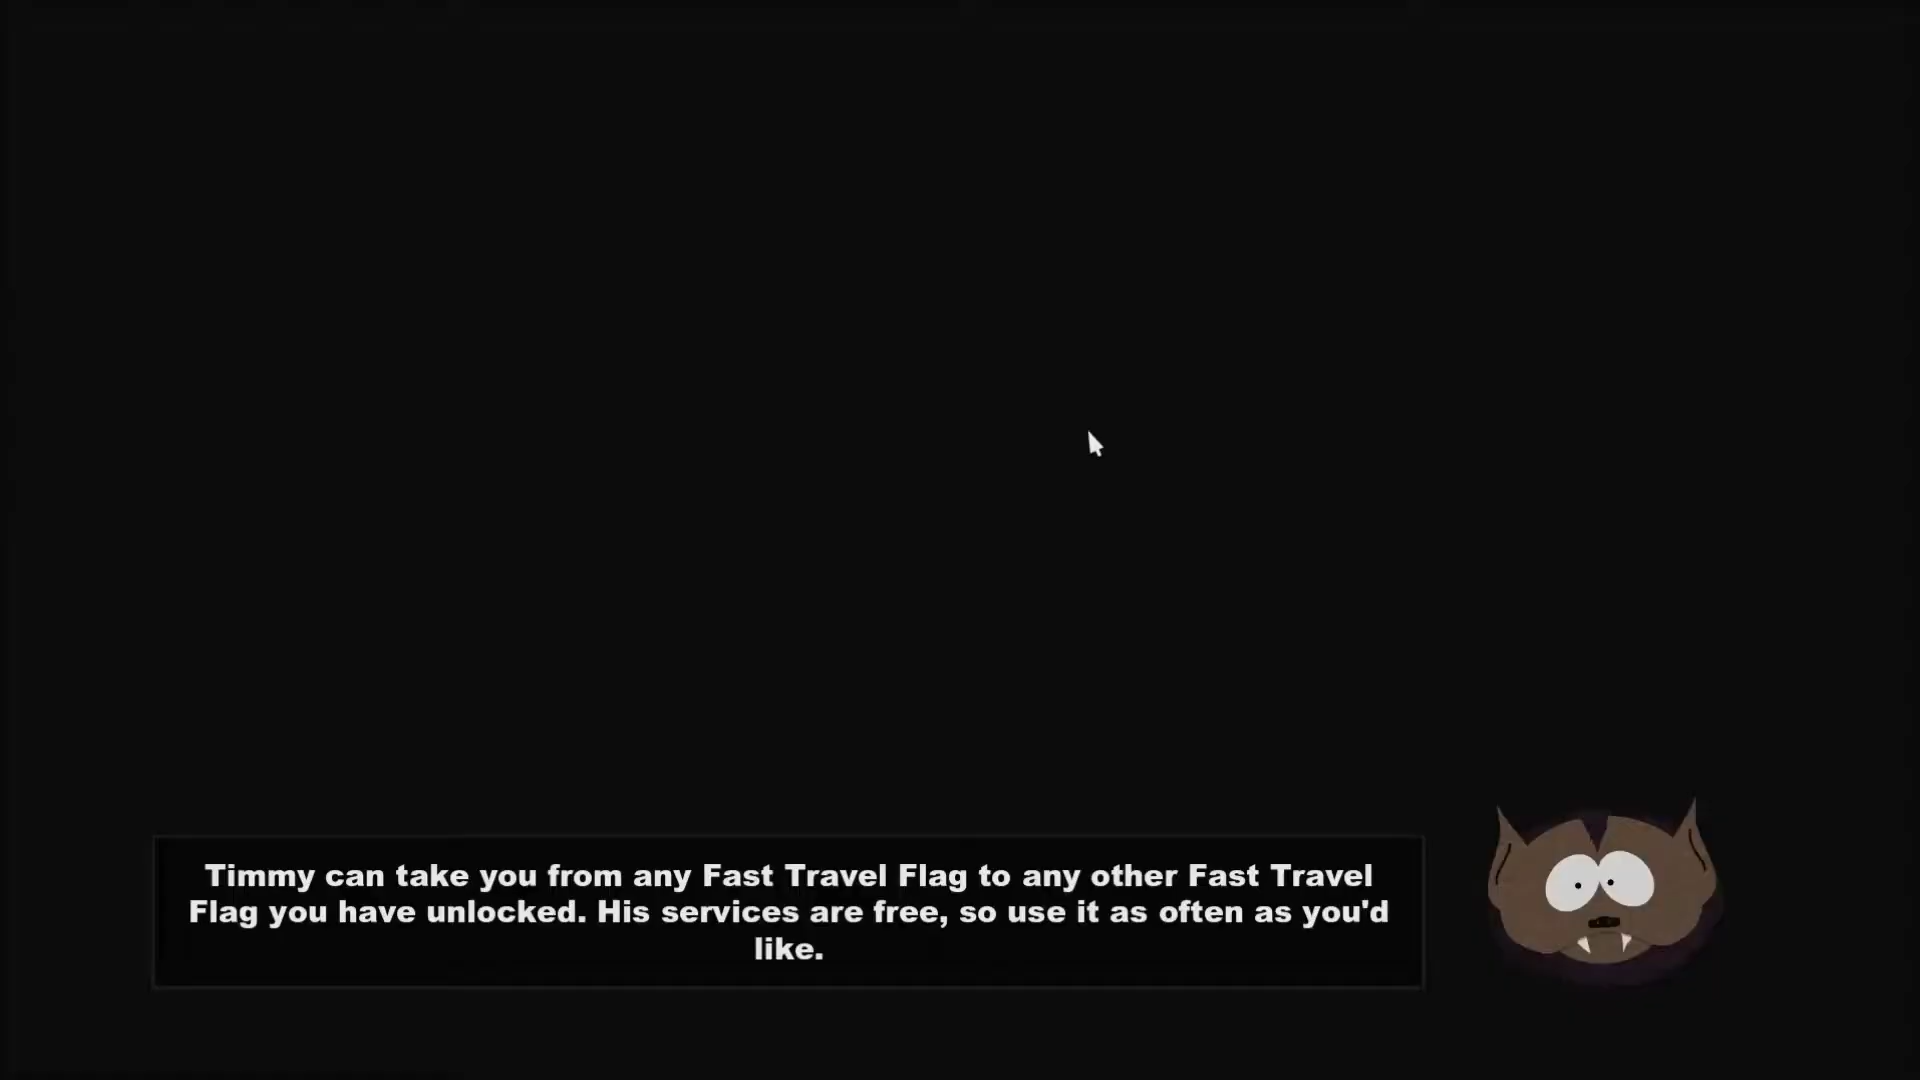 Timmy can take you from any Fast Travel Flag to any other Fast Travel
Flag you have unlocked. His services are free, so use it as often as you'd
like.